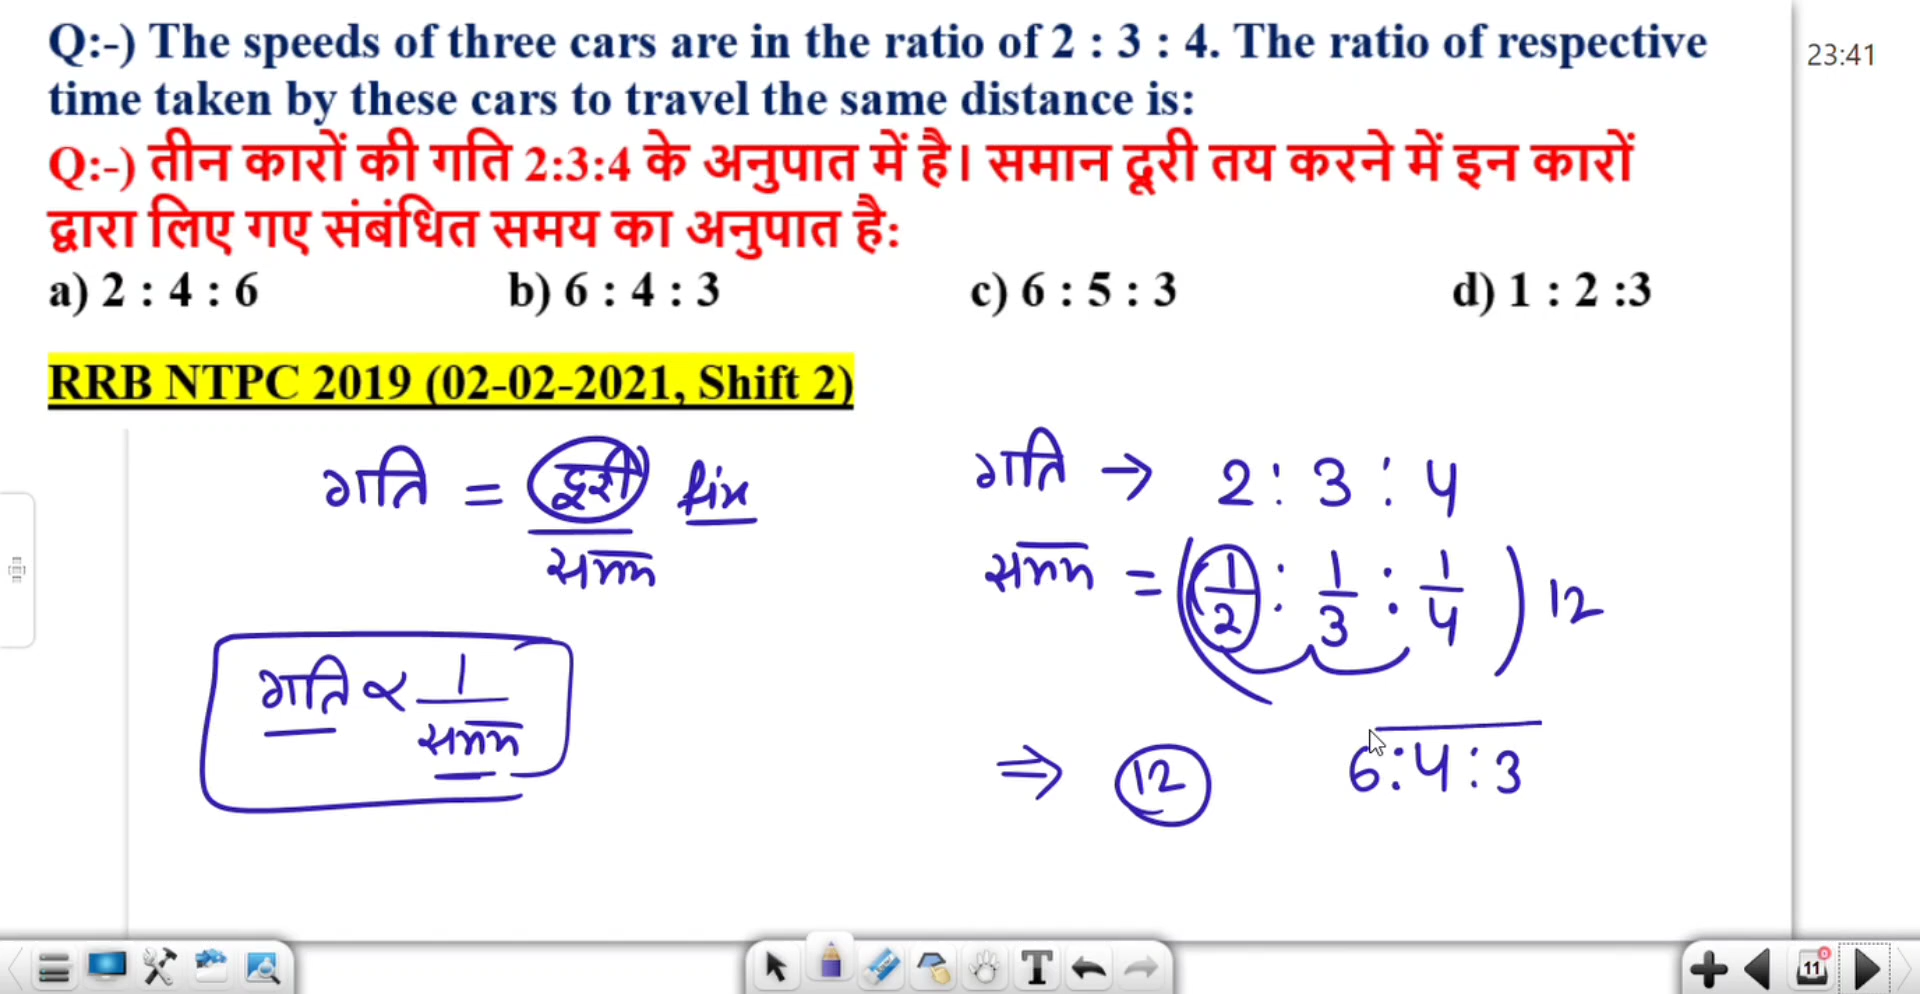 Q:-) The speeds of three cars are in the ratio of 2 : 3 : 4. The ratio of respective
time taken by these cars to travel the same distance is:
Q:-) तीन कारों की गति 2:3:4 के अनुपात में है। समान दूरी तय करने में इन कारों
द्वारा लिए गए संबंधित समय का अनुपात है:
a) 2 : 4 : 6 b) 6 : 4 : 3 c) 6 : 5 : 3 d) 1 : 2 :3
RRB NTPC 2019 (02-02-2021, Shift 2)
23:41
गति = दूरी fix
समय
गति ∝ 1
समय
गति → 2 : 3 : 4
समय = (1/2 : 1/3 : 1/4) 12
⇒ 12 6:4:3
T
11
0